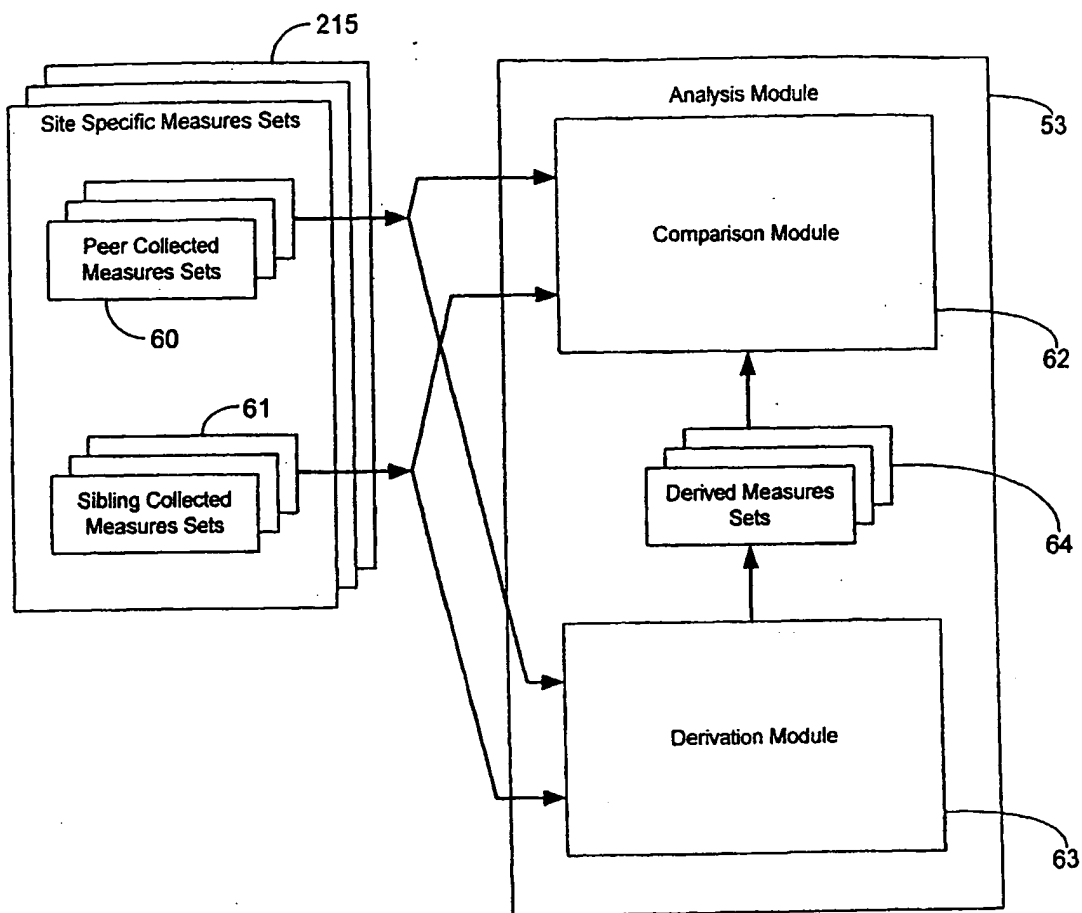 215
Site Specific Measures Sets
Peer Collected
Measures Sets
60
61
Sibling Collected
Measures Sets
Analysis Module
53
Comparison Module
62
Derived Measures
Sets
64
Derivation Module
63